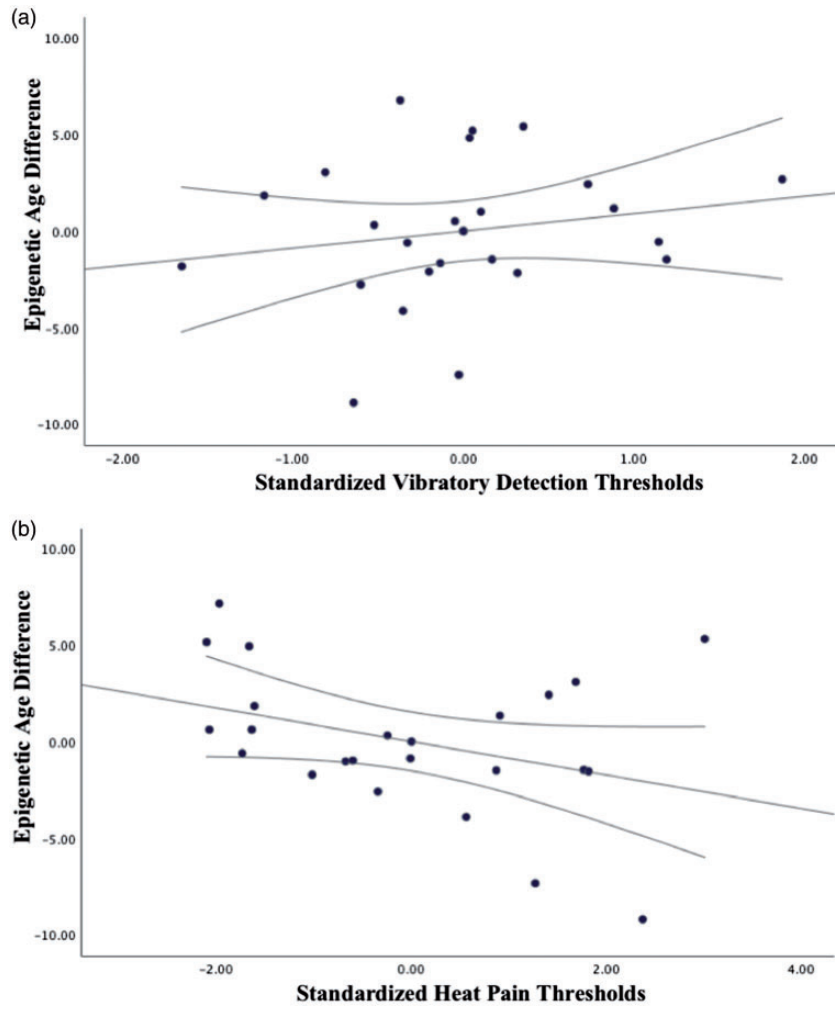 (a)
10.00
5.00
0.00
−5.00
−10.00
Epigenetic Age Difference
−2.00 −1.00 0.00 1.00 2.00
Standardized Vibratory Detection Thresholds
(b)
10.00
5.00
0.00
−5.00
−10.00
Epigenetic Age Difference
−2.00 0.00 2.00 4.00
Standardized Heat Pain Thresholds